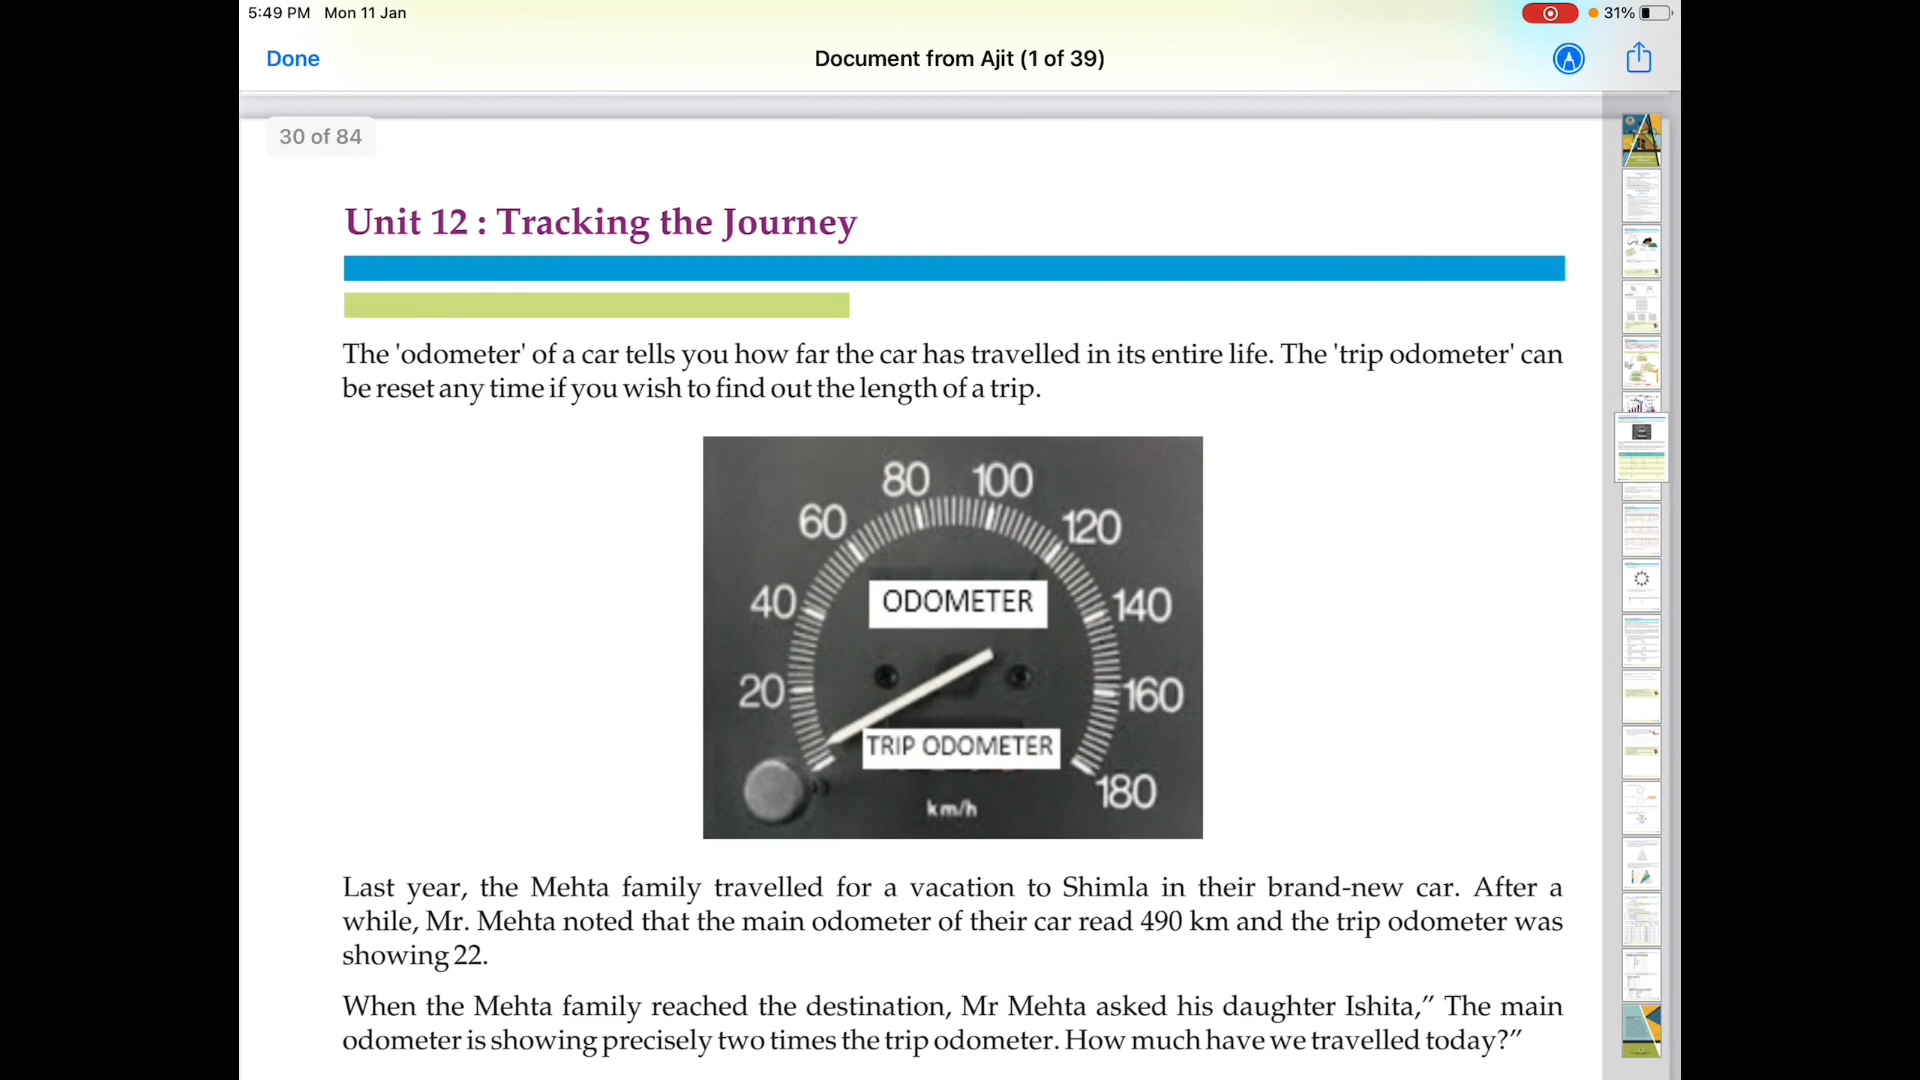 5:49 PM Mon 11 Jan
31%
Done
Document from Ajit (1 of 39)
30 of 84
Unit 12 : Tracking the Journey
The 'odometer' of a car tells you how far the car has travelled in its entire life. The 'trip odometer' can
be reset any time if you wish to find out the length of a trip.
80 100
60 120
40 ODOMETER 140
20 160
TRIP ODOMETER
180
km/h
Last year, the Mehta family travelled for a vacation to Shimla in their brand-new car. After a
while, Mr. Mehta noted that the main odometer of their car read 490 km and the trip odometer was
showing 22.
When the Mehta family reached the destination, Mr Mehta asked his daughter Ishita,” The main
odometer is showing precisely two times the trip odometer. How much have we travelled today?”